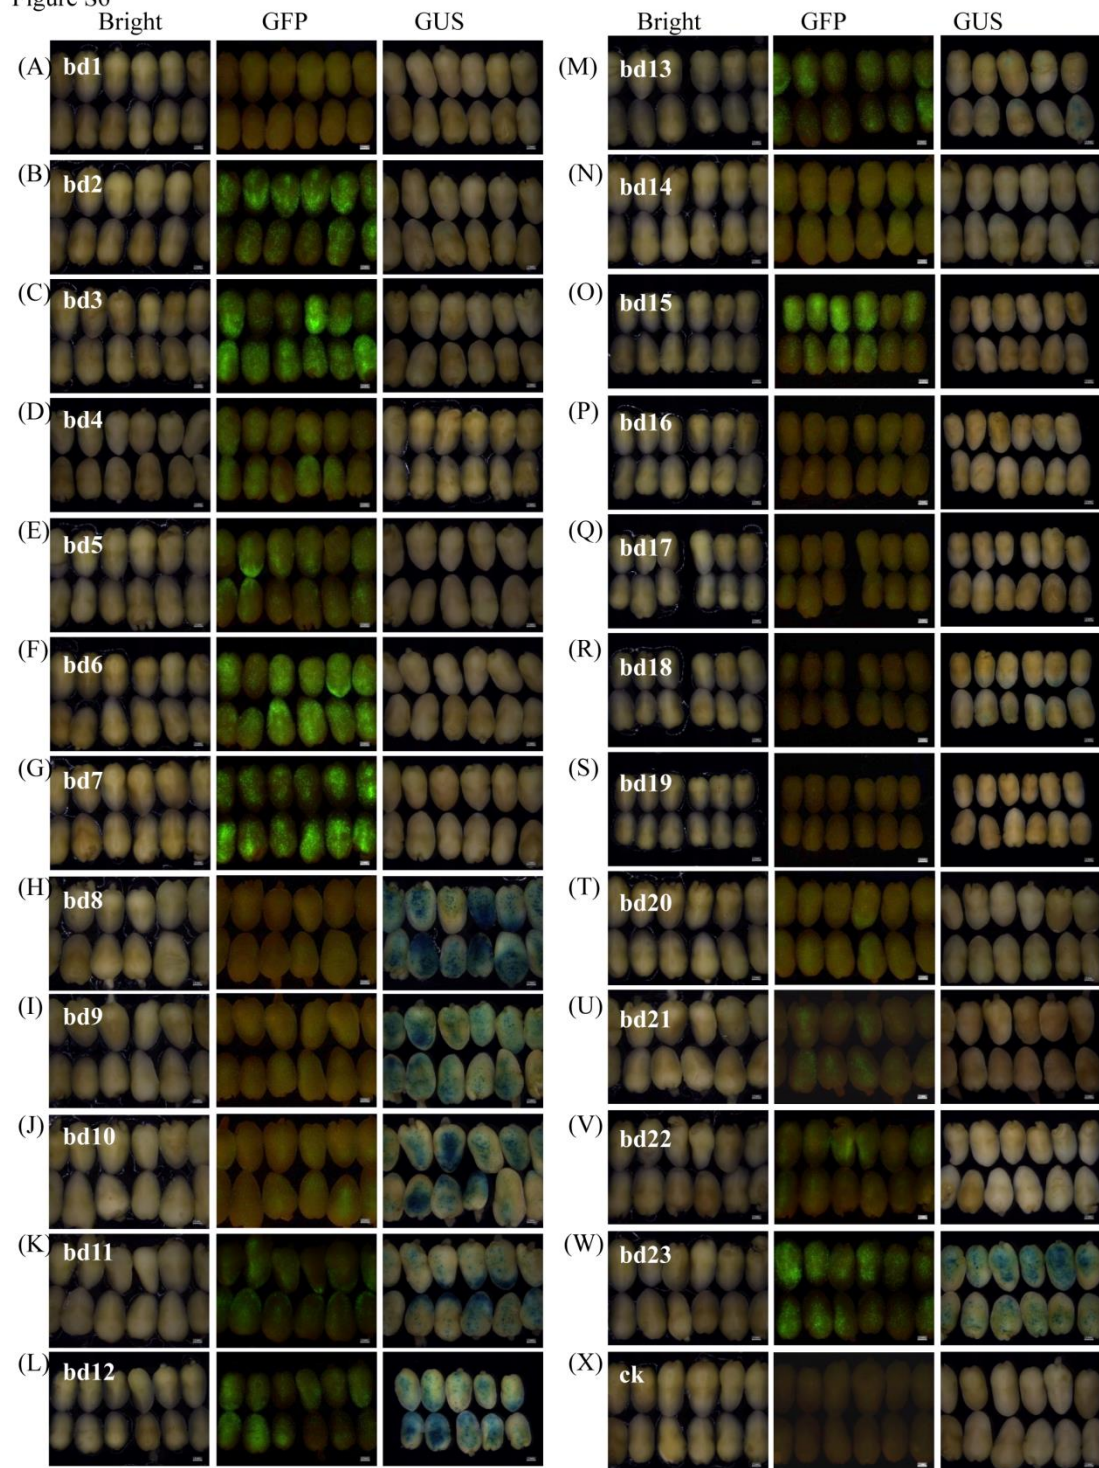 Figure S6
Bright GFP GUS
(A) bd1
(B) bd2
(C) bd3
(D) bd4
(E) bd5
(F) bd6
(G) bd7
(H) bd8
(I) bd9
(J) bd10
(K) bd11
(L) bd12
Bright GFP GUS
(M) bd13
(N) bd14
(O) bd15
(P) bd16
(Q) bd17
(R) bd18
(S) bd19
(T) bd20
(U) bd21
(V) bd22
(W) bd23
(X) ck